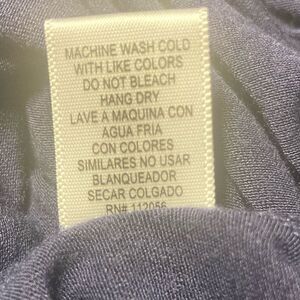 MACHINE WASH COLD
WITH LIKE COLORS
DO NOT BLEACH
HANG DRY
LAVE A MAQUINA CON
AGUA FRIA
CON COLORES
SIMILARES NO USAR
BLANQUEADOR
SECAR COLGADO
RN# 112056